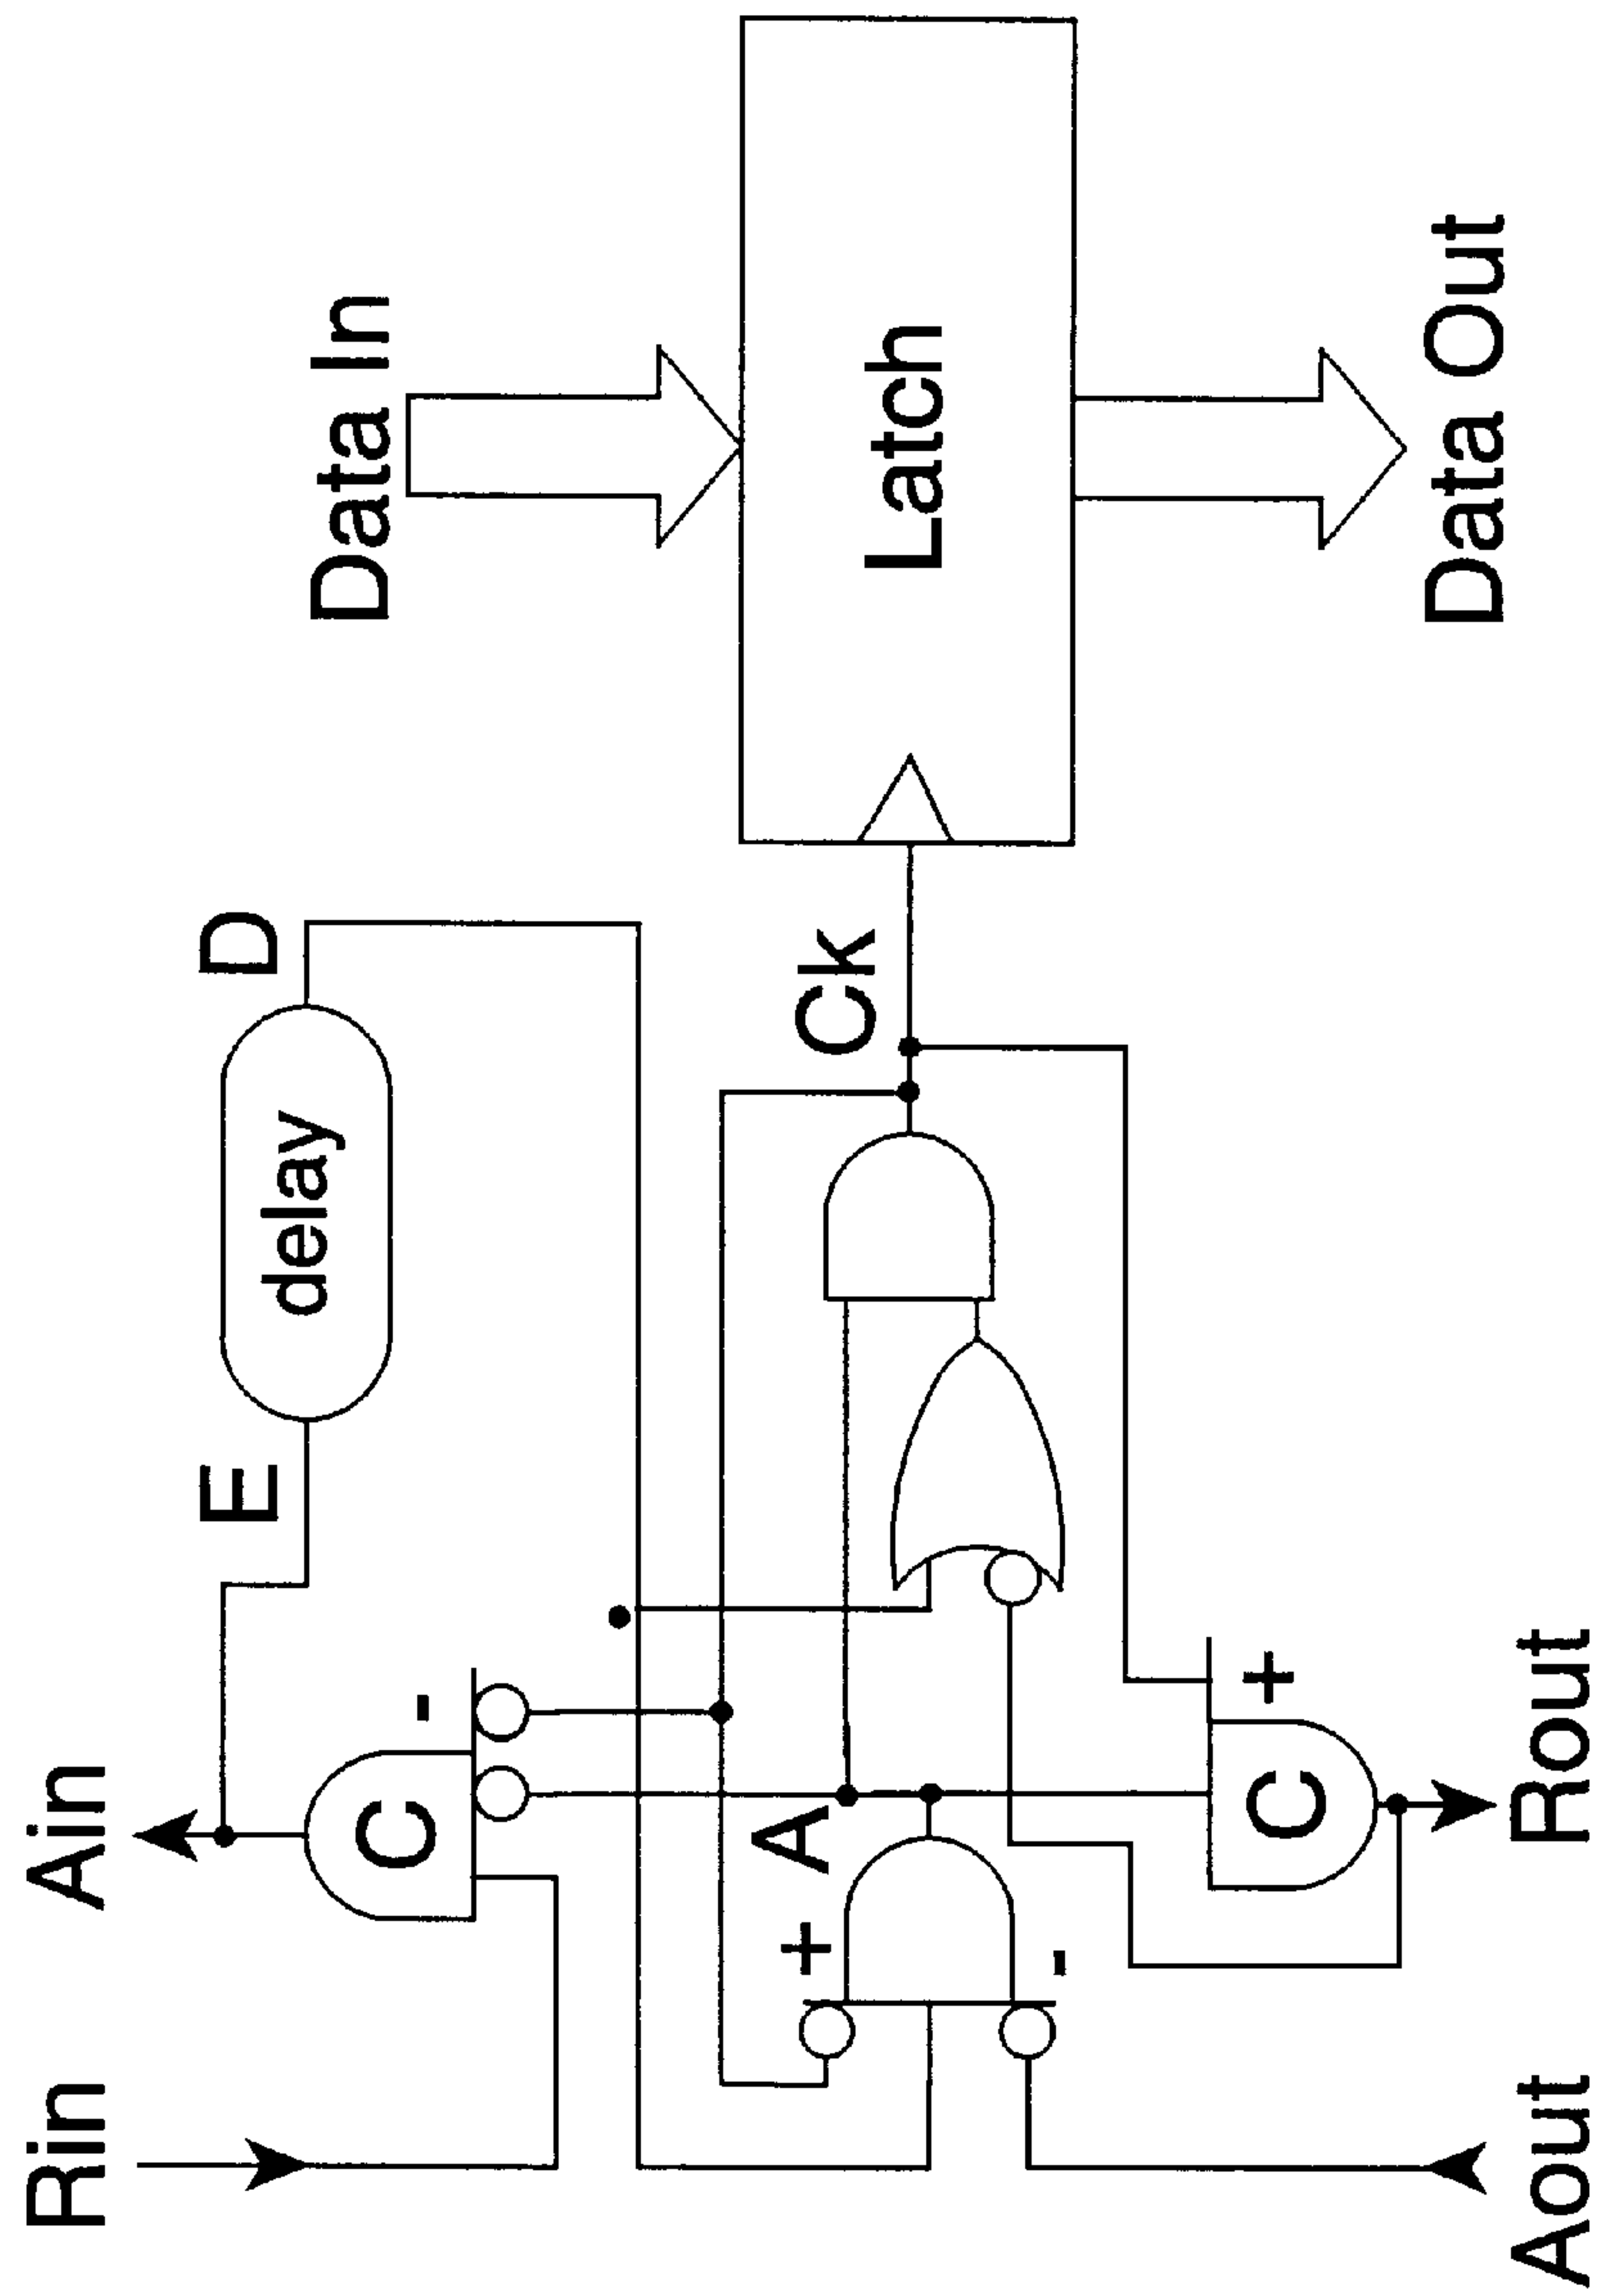 Rin
Ain
E
D
delay
Data In
C
-
+
A
Ck
Latch
-
C
+
Data Out
Aout
Rout